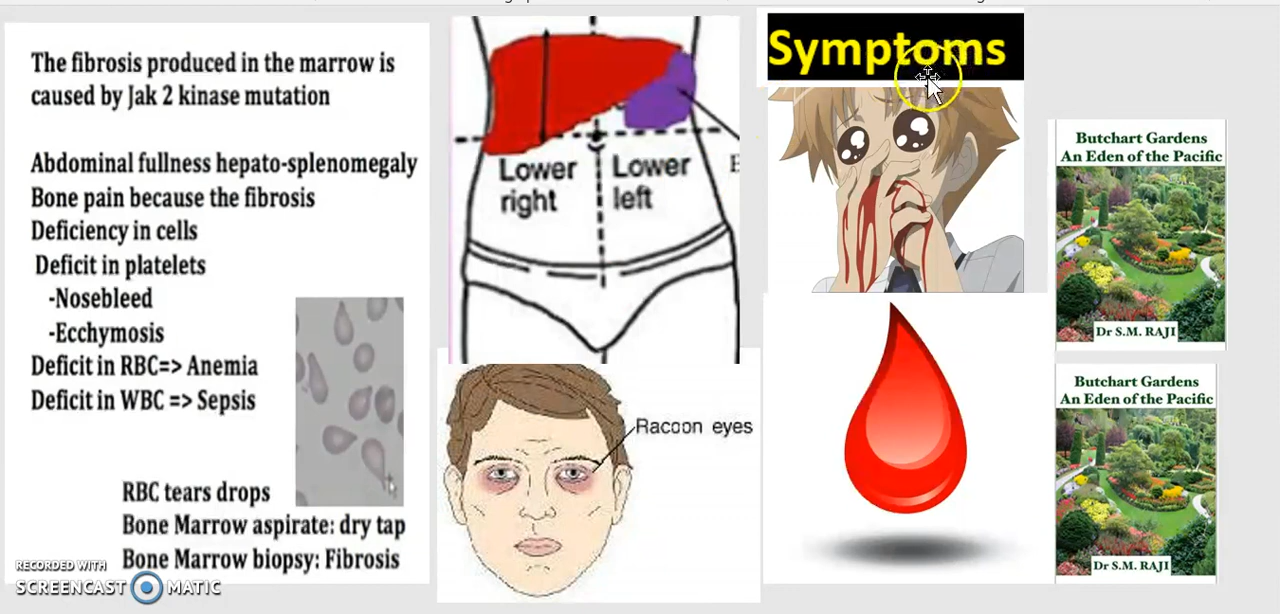 The fibrosis produced in the marrow is
caused by Jak 2 kinase mutation
Abdominal fullness hepato-splenomegaly
Bone pain because the fibrosis
Deficiency in cells
Deficit in platelets
-Nosebleed
-Ecchymosis
Deficit in RBC=> Anemia
Deficit in WBC => Sepsis
RBC tears drops
Bone Marrow aspirate: dry tap
Bone Marrow biopsy: Fibrosis
RECORDED WITH
SCREENCAST MATIC
Lower
right
Lower
left
Racoon eyes
Symptoms
Butchart Gardens
An Eden of the Pacific
Dr S.M. RAJI
Butchart Gardens
An Eden of the Pacific
Dr S.M. RAJI